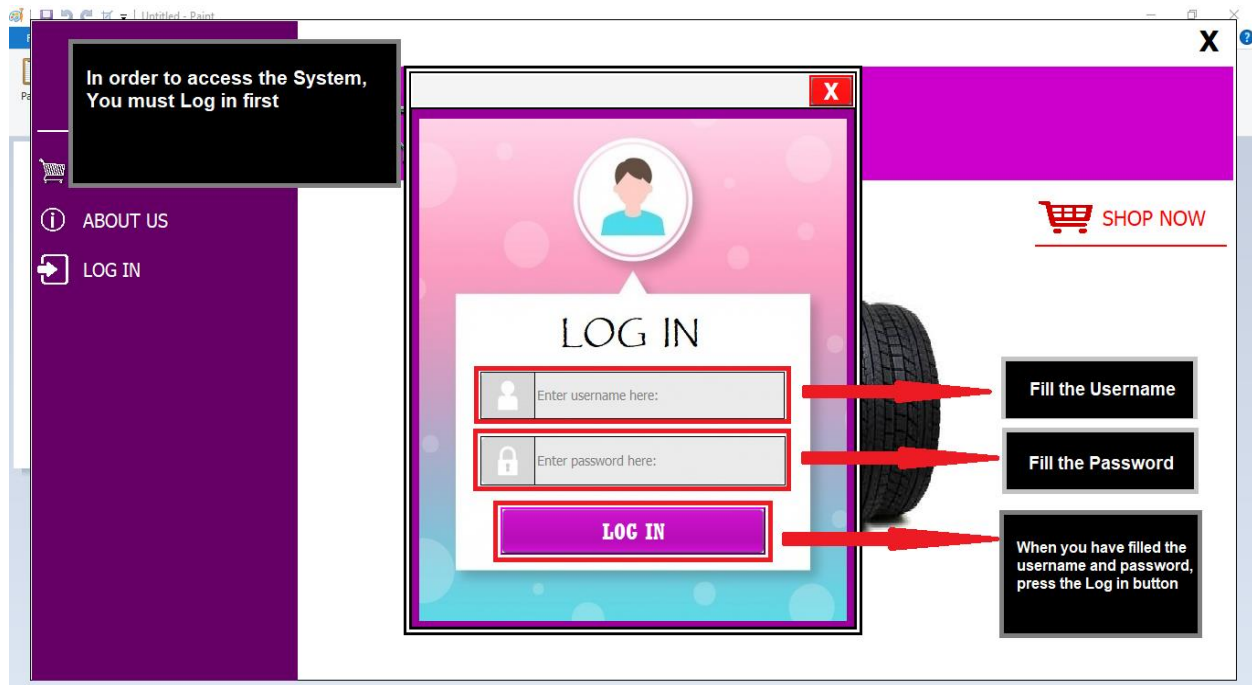 Untitled - Paint
X
In order to access the System,
You must Log in first
X
ABOUT US
SHOP NOW
LOG IN
LOG IN
Enter username here:
Fill the Username
Enter password here:
Fill the Password
LOG IN
When you have filled the
username and password,
press the Log in button